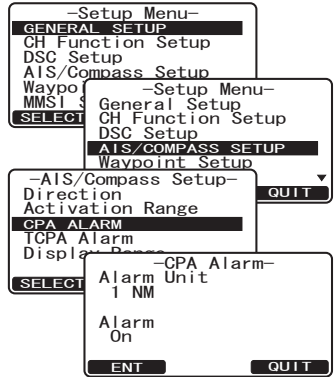 –Setup Menu–
GENERAL SETUP
CH Function Setup
DSC Setup
AIS/Compass Setup
MMSI
SELECT
–Setup Menu–
General Setup
CH Function Setup
DSC Setup
AIS/COMPASS SETUP
Waypoint Setup
QUIT
–AIS/Compass Setup–
Direction
Activation Range
CPA ALARM
TCPA Alarm
Display Range
SELECT
–CPA Alarm–
Alarm Unit
1 NM
Alarm
On
ENT
QUIT